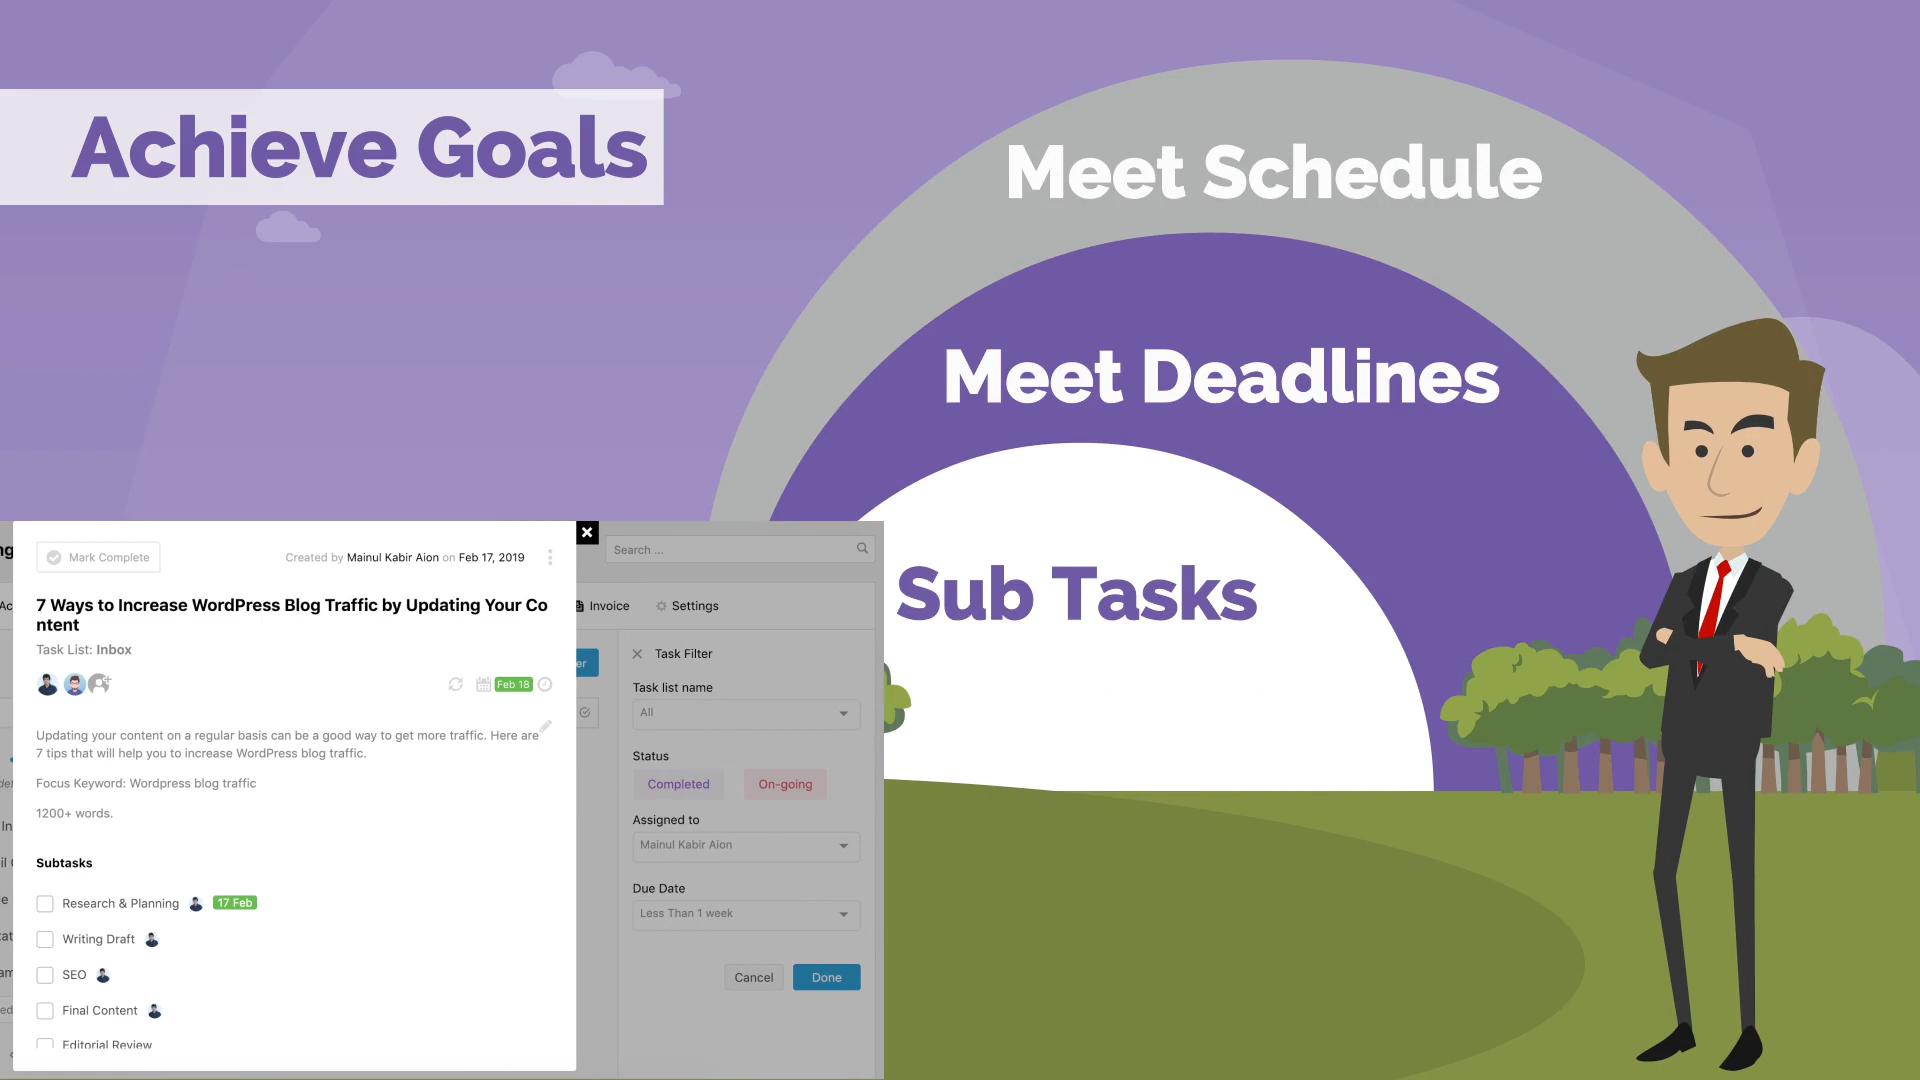 Achieve Goals
Meet Schedule
Meet Deadlines
Sub Tasks
Mark Complete
Created by Mainul Kabir Aion on Feb 17, 2019
7 Ways to Increase WordPress Blog Traffic by Updating Your Co
ntent
Task List: Inbox
Feb 18
Updating your content on a regular basis can be a good way to get more traffic. Here are
7 tips that will help you to increase WordPress blog traffic.
Focus Keyword: Wordpress blog traffic
1200+ words.
Subtasks
Research & Planning 17 Feb
Writing Draft
SEO
Final Content
Editorial Review
Search ...
Invoice Settings
Task Filter
Task list name
All
Status
Completed On-going
Assigned to
Mainul Kabir Aion
Due Date
Less Than 1 week
Cancel Done